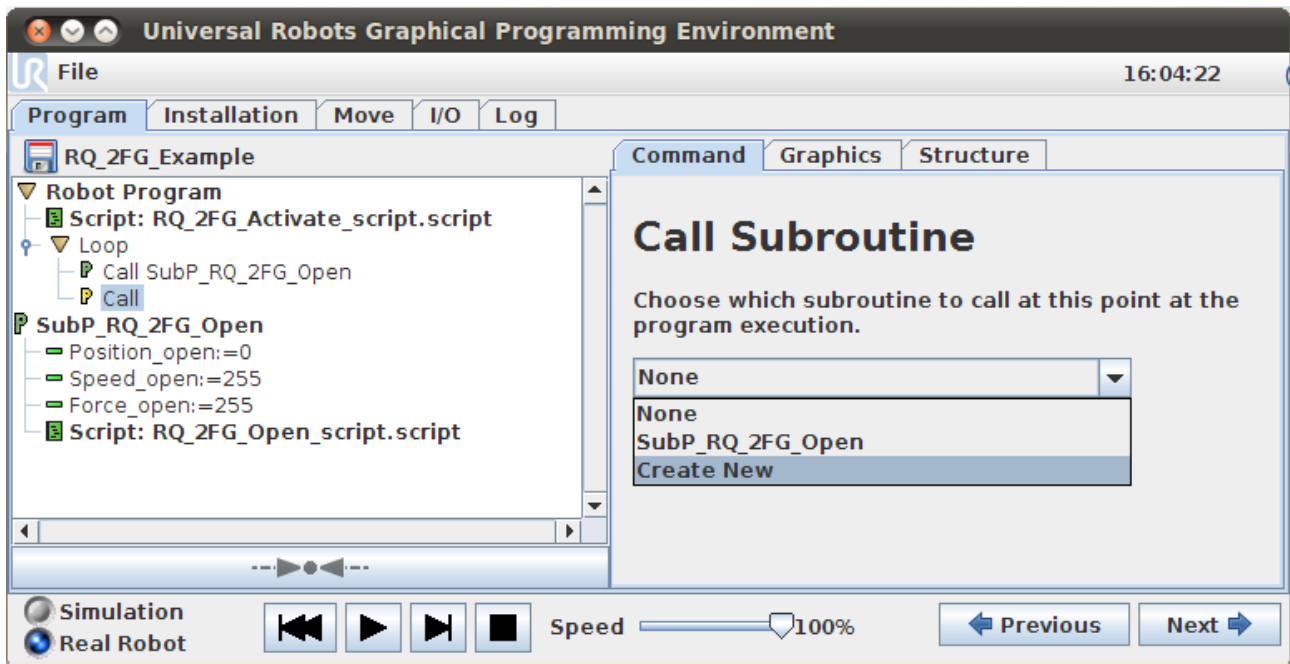 Universal Robots Graphical Programming Environment
UR File 16:04:22
Program Installation Move I/O Log
RQ_2FG_Example
Command Graphics Structure
Robot Program
Script: RQ_2FG_Activate_script.script
Loop
P Call SubP_RQ_2FG_Open
P Call
P SubP_RQ_2FG_Open
Position_open:=0
Speed_open:=255
Force_open:=255
Script: RQ_2FG_Open_script.script
Call Subroutine
Choose which subroutine to call at this point at the
program execution.
None
None
SubP_RQ_2FG_Open
Create New
Simulation
Real Robot
Speed 100%
Previous Next